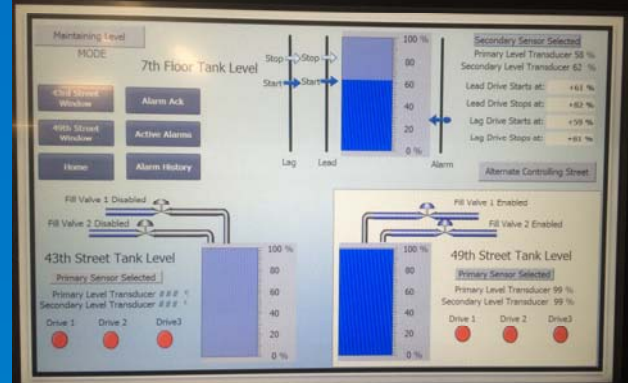 Maintaining Level
MODE
7th Floor Tank Level
43rd Street
Window
Alarm Ack
49th Street
Window
Active Alarms
Home
Alarm History
Stop
Stop
Start
Start
Lag
Lead
100 %
80
60
40
20
0 %
Alarm
Secondary Sensor Selected
Primary Level Transducer 58 %
Secondary Level Transducer 62 %
Lead Drive Starts at: +61 %
Lead Drive Stops at: +82 %
Lag Drive Starts at: +59 %
Lag Drive Stops at: +81 %
Alternate Controlling Street
Fill Valve 1 Disabled
Fill Valve 2 Disabled
43th Street Tank Level
Primary Sensor Selected
Primary Level Transducer ###
Secondary Level Transducer ###
Drive 1
Drive 2
Drive3
100 %
80
60
40
20
0 %
Fill Valve 1 Enabled
Fill Valve 2 Enabled
100 %
80
60
40
20
0 %
49th Street Tank Level
Primary Sensor Selected
Primary Level Transducer 99 %
Secondary Level Transducer 99 %
Drive 1
Drive 2
Drive3